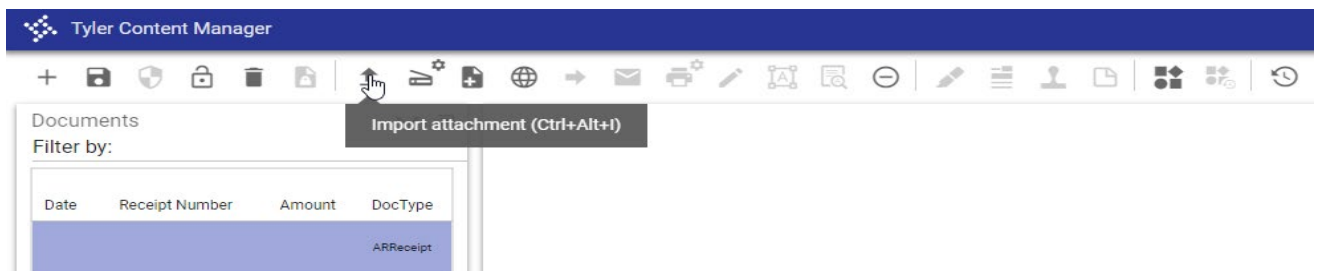 Tyler Content Manager
Import attachment (Ctrl+Alt+I)
Documents
Filter by:
Date Receipt Number Amount DocType
ARReceipt